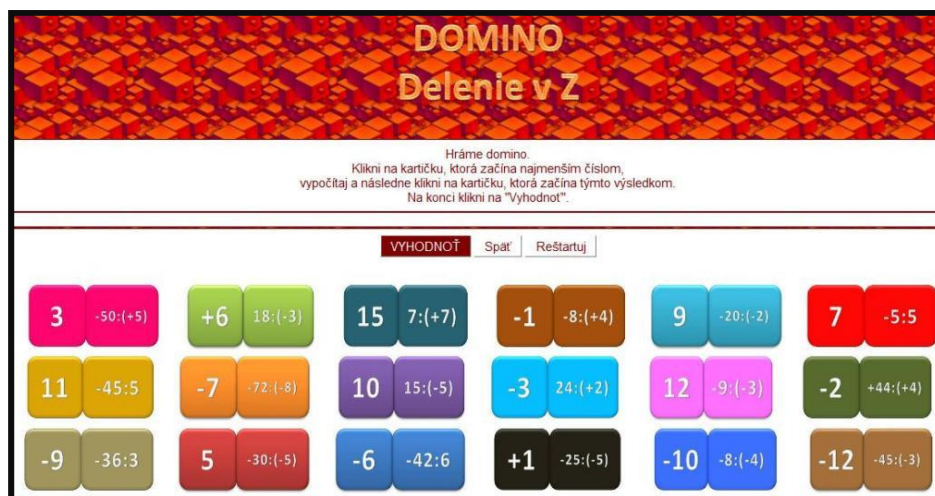 DOMINO
Delenie v Z
Hráme domino.
Klikni na kartičku, ktorá začína najmenším číslom,
vypočítaj a následne klikni na kartičku, ktorá začína týmto výsledkom.
Na konci klikni na "Vyhodnoť".
VYHODNOŤ Späť Reštartuj
3 -50:(+5) +6 18:(-3) 15 7:(+7) -1 -8:(+4) 9 -20:(-2) 7 -5:5
11 -45:5 -7 -72:(-8) 10 15:(-5) -3 24:(+2) 12 -9:(-3) -2 +44:(+4)
-9 -36:3 5 -30:(-5) -6 -42:6 +1 -25:(-5) -10 -8:(-4) -12 -45:(-3)